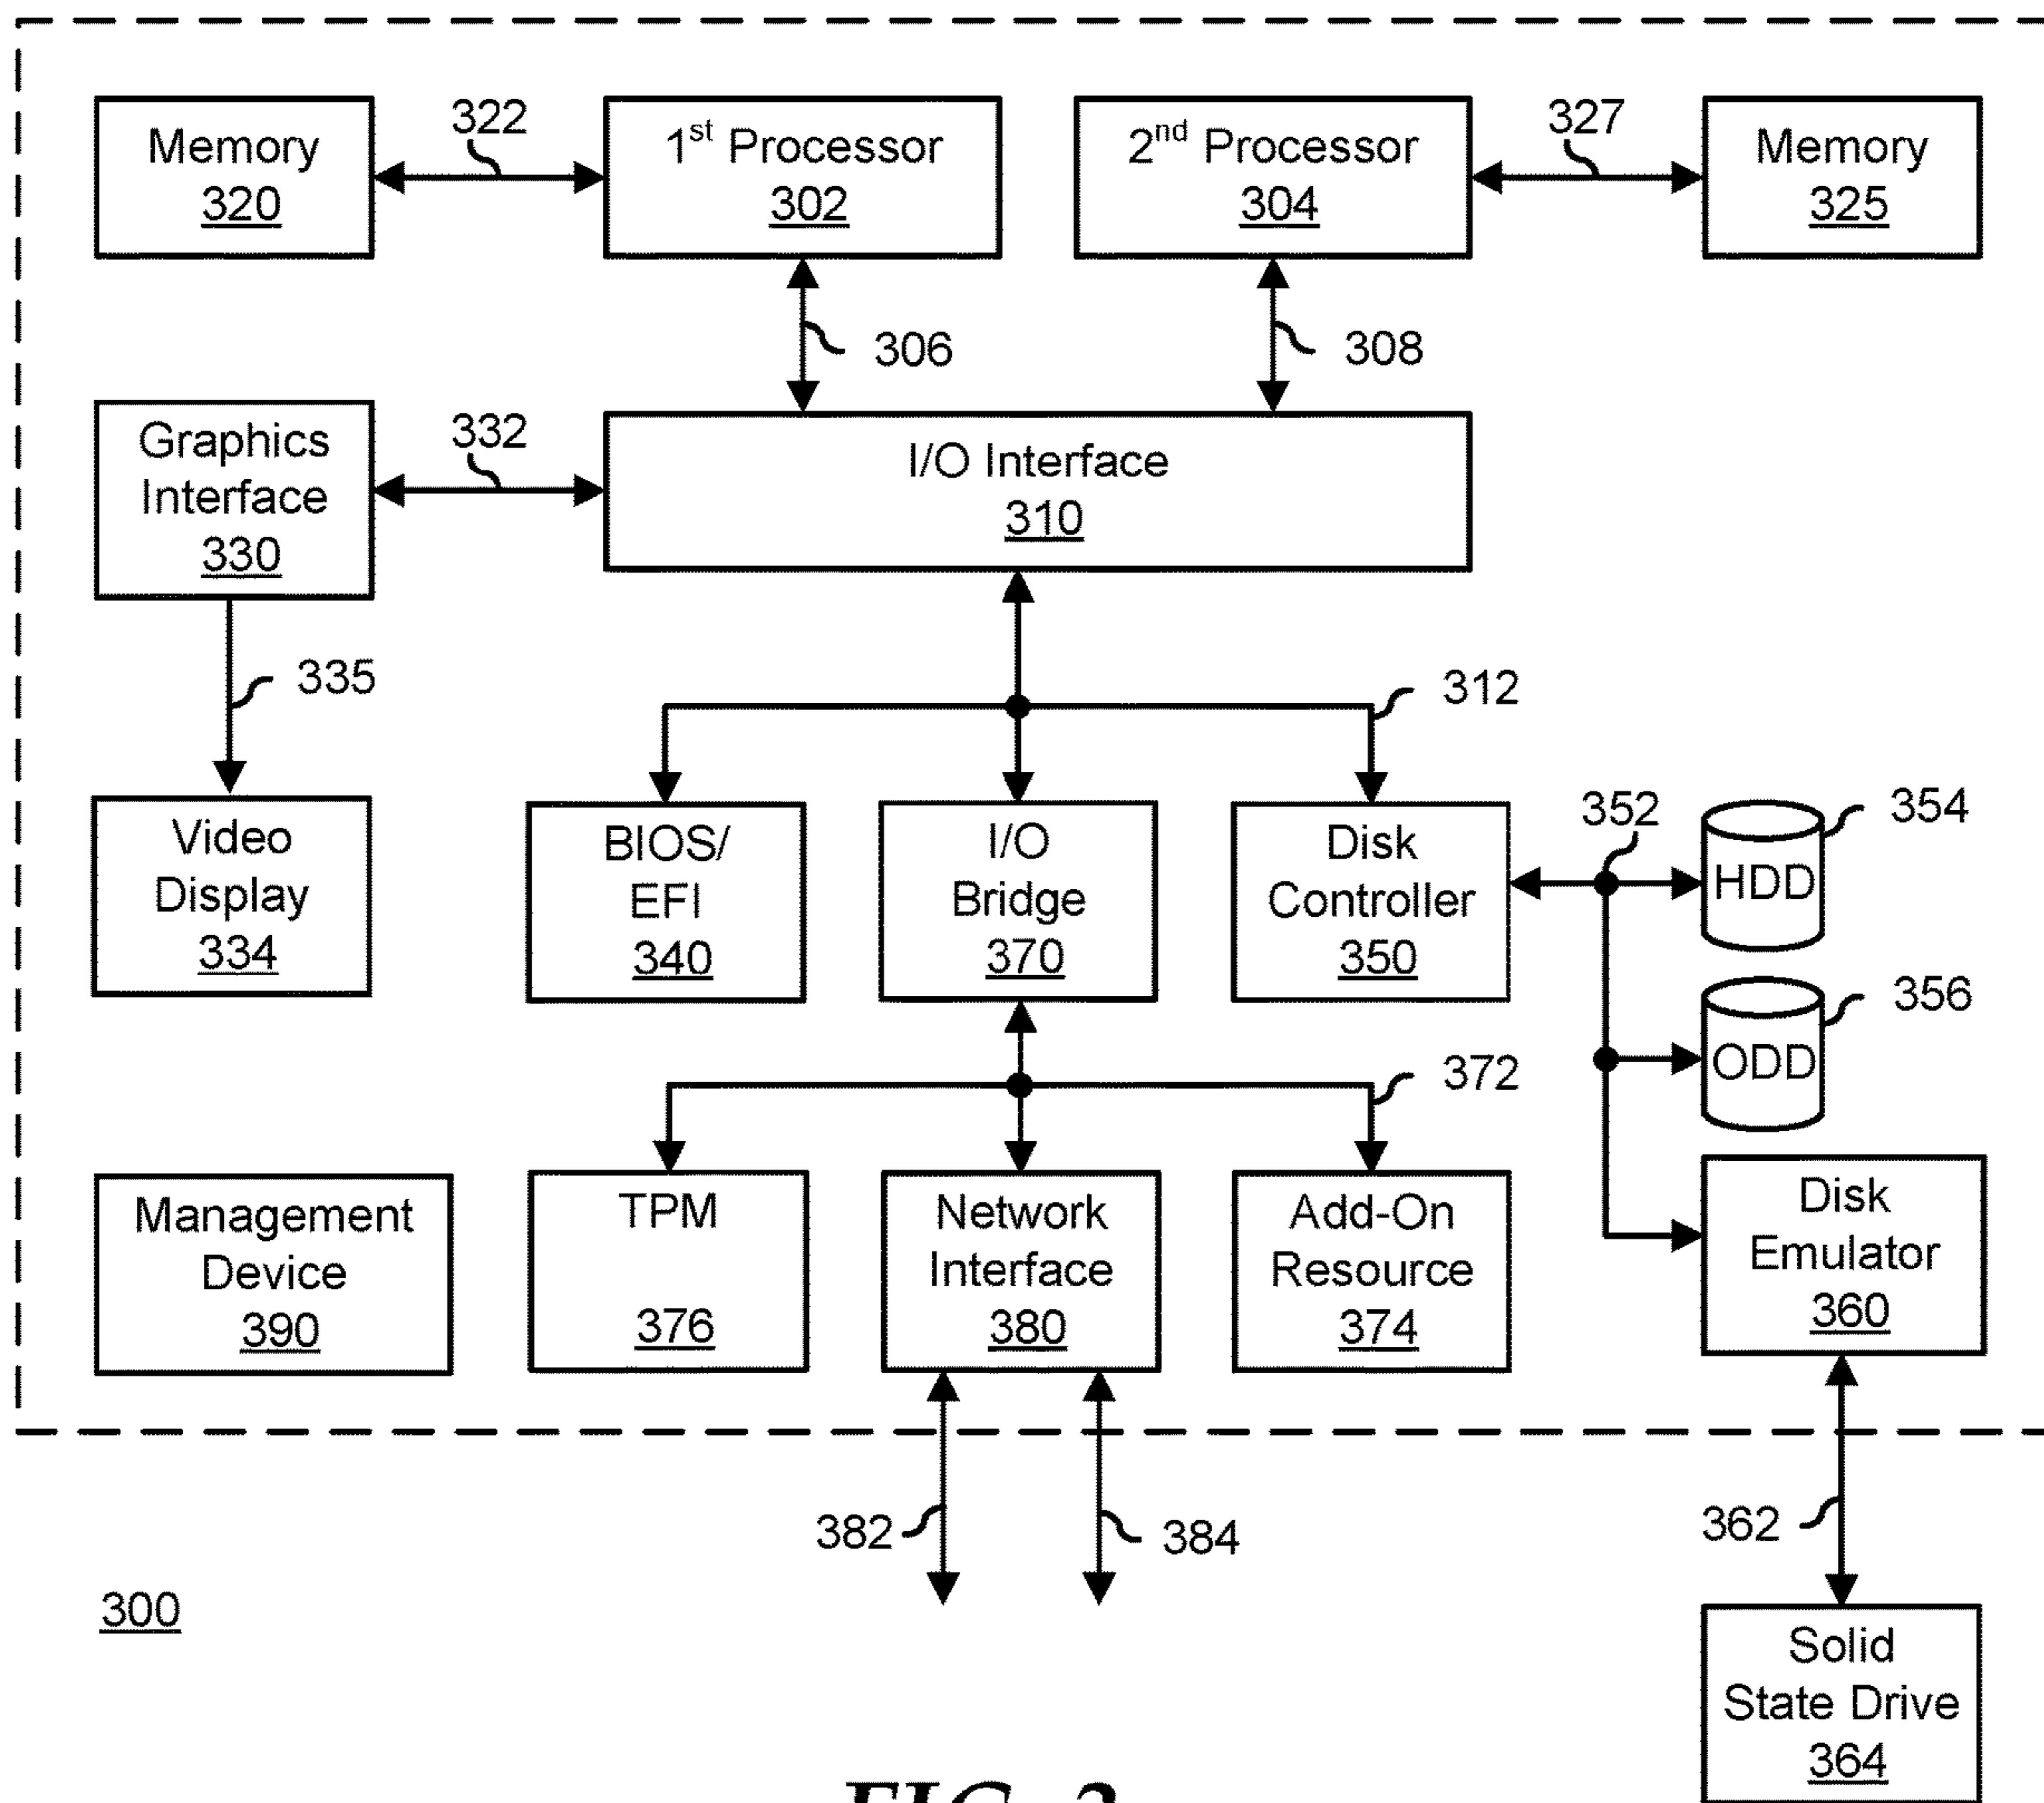 Memory
320
322
1st Processor
302
2nd Processor
304
327
Memory
325
306
308
Graphics
Interface
330
332
I/O Interface
310
335
312
Video
Display
334
BIOS/
EFI
340
I/O
Bridge
370
Disk
Controller
350
352
HDD
354
ODD
356
372
Management
Device
390
TPM
376
Network
Interface
380
Add-On
Resource
374
Disk
Emulator
360
382
384
362
300
Solid
State Drive
364